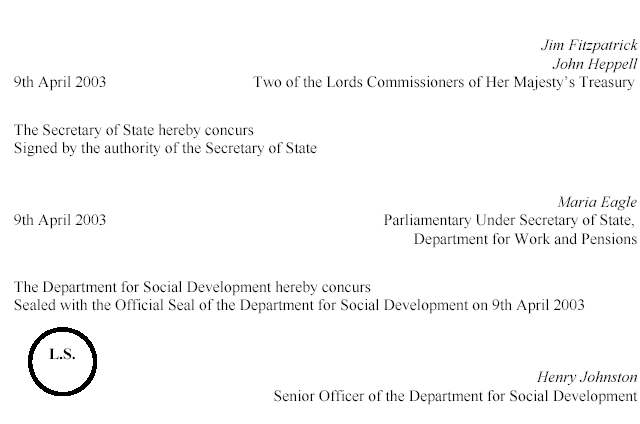 Jim Fitzpatrick
John Heppell
9th April 2003 Two of the Lords Commissioners of Her Majesty's Treasury
The Secretary of State hereby concurs
Signed by the authority of the Secretary of State
Maria Eagle
9th April 2003 Parliamentary Under Secretary of State,
Department for Work and Pensions
The Department for Social Development hereby concurs
Sealed with the Official Seal of the Department for Social Development on 9th April 2003
L.S.
Henry Johnston
Senior Officer of the Department for Social Development